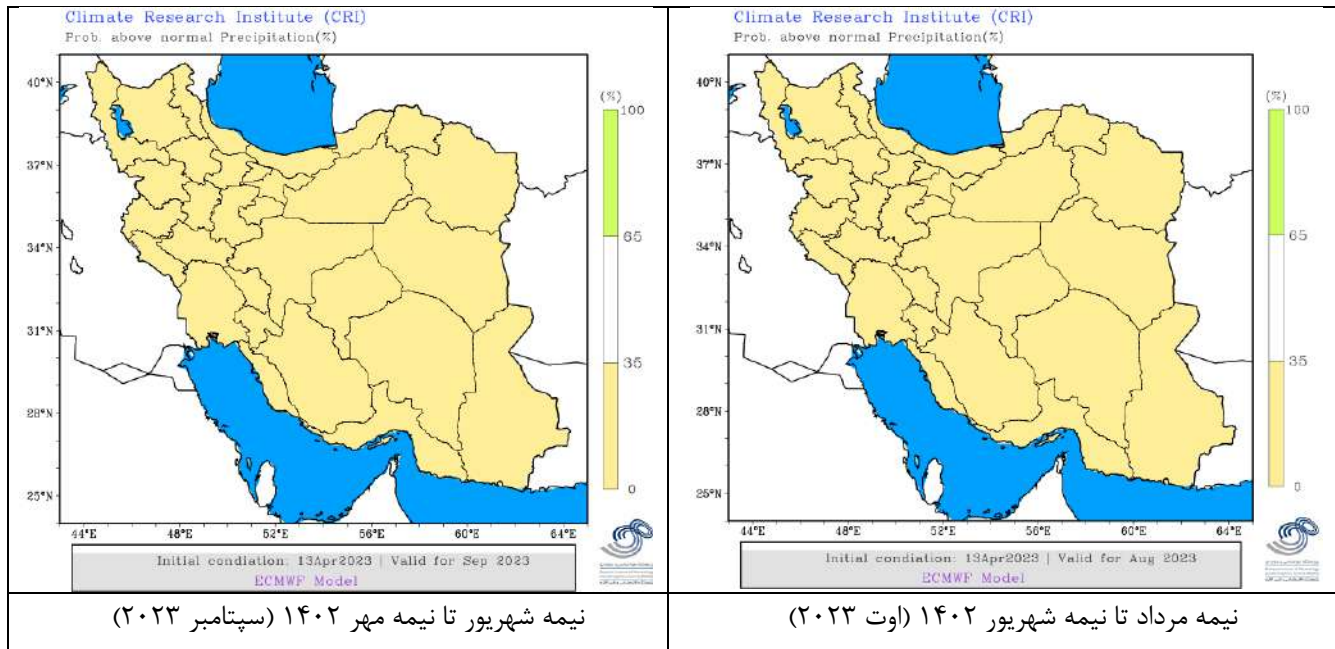 Climate Research Institute (CRI)
Prob. above normal Precipitation(%)
40°N
37°N
34°N
31°N
28°N
25°N
44°E 48°E 52°E 56°E 60°E 64°E
(%)
100
65
35
0
Initial condiation: 13Apr2023 | Valid for Sep 2023
ECMWF Model
نیمه شهریور تا نیمه مهر ۱۴۰۲ (سپتامبر ۲۰۲۳)
Climate Research Institute (CRI)
Prob. above normal Precipitation(%)
40°N
37°N
34°N
31°N
28°N
25°N
44°E 48°E 52°E 56°E 60°E 64°E
(%)
100
65
35
0
Initial condiation: 13Apr2023 | Valid for Aug 2023
ECMWF Model
نیمه مرداد تا نیمه شهریور ۱۴۰۲ (اوت ۲۰۲۳)